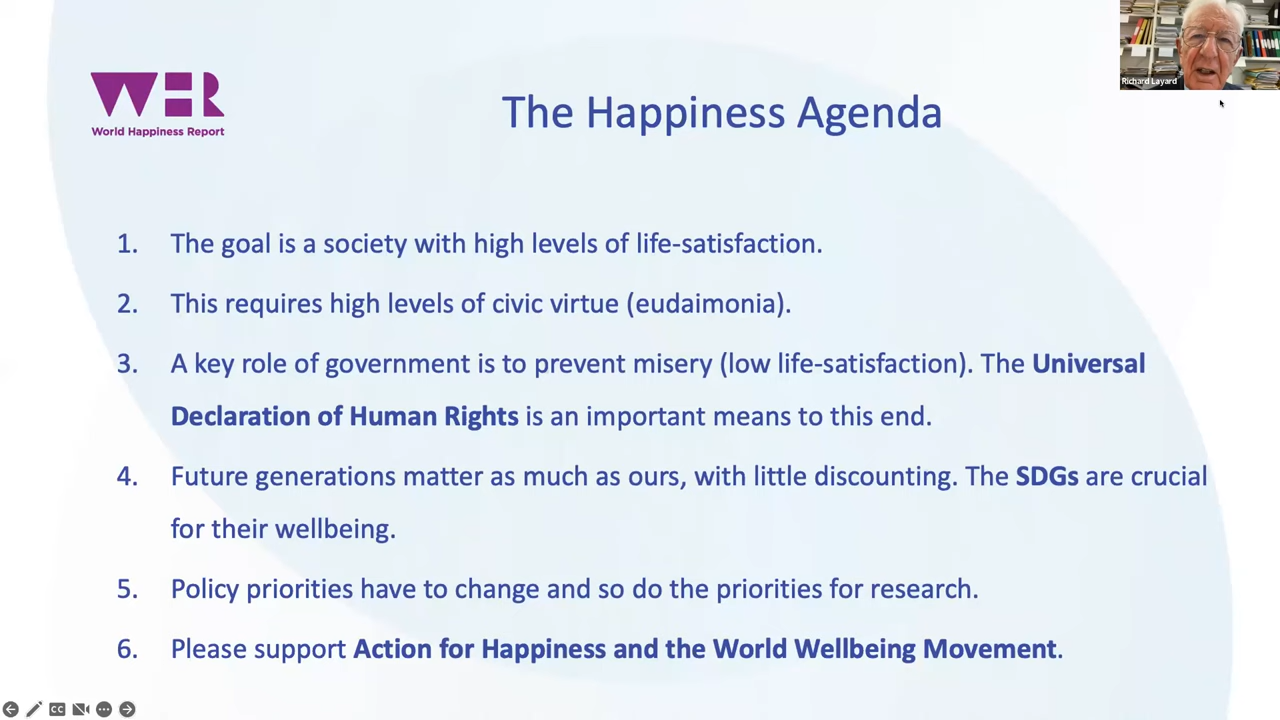 Richard Layard
WHR
World Happiness Report
The Happiness Agenda
1. The goal is a society with high levels of life-satisfaction.
2. This requires high levels of civic virtue (eudaimonia).
3. A key role of government is to prevent misery (low life-satisfaction). The Universal
Declaration of Human Rights is an important means to this end.
4. Future generations matter as much as ours, with little discounting. The SDGs are crucial
for their wellbeing.
5. Policy priorities have to change and so do the priorities for research.
6. Please support Action for Happiness and the World Wellbeing Movement.
CC